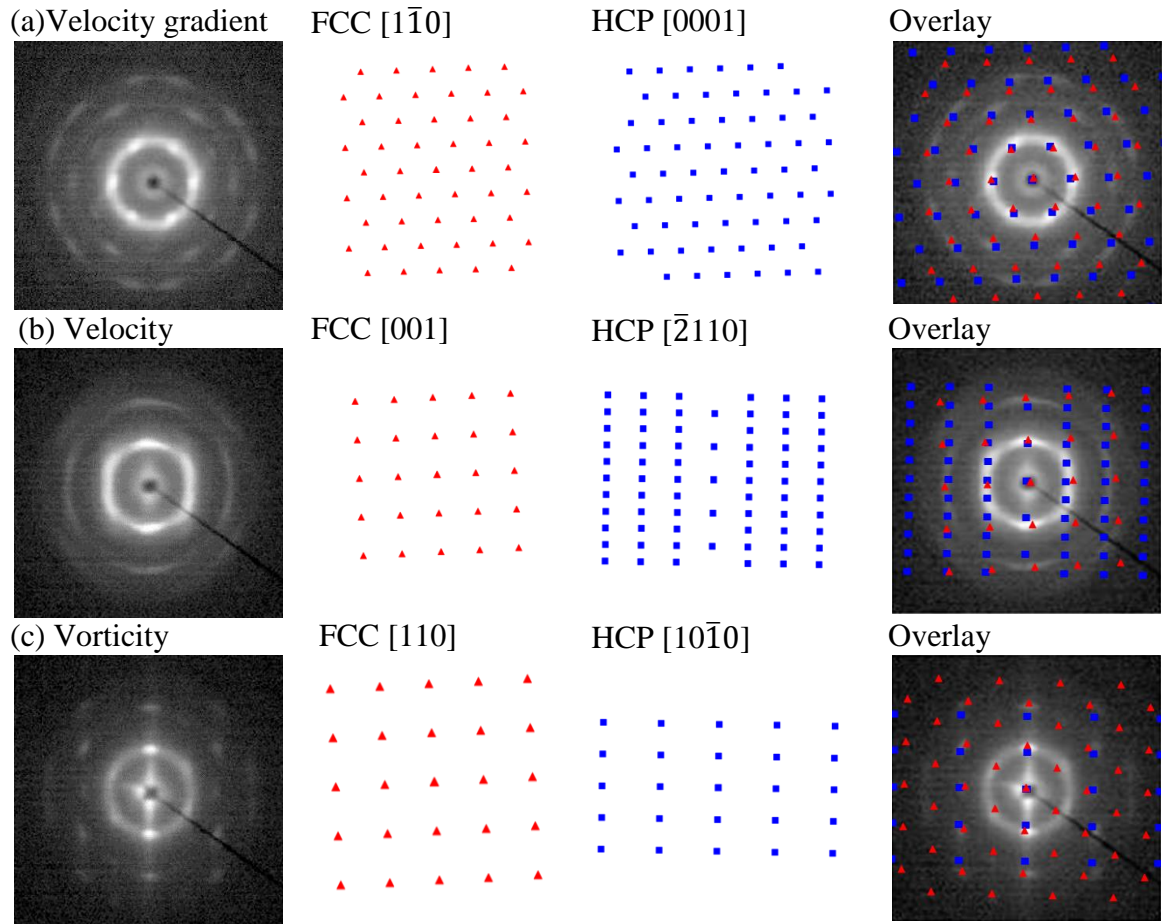 (a)Velocity gradient FCC [11̅0] HCP [0001] Overlay
(b) Velocity FCC [001] HCP [2̅110] Overlay
(c) Vorticity FCC [110] HCP [101̅0] Overlay